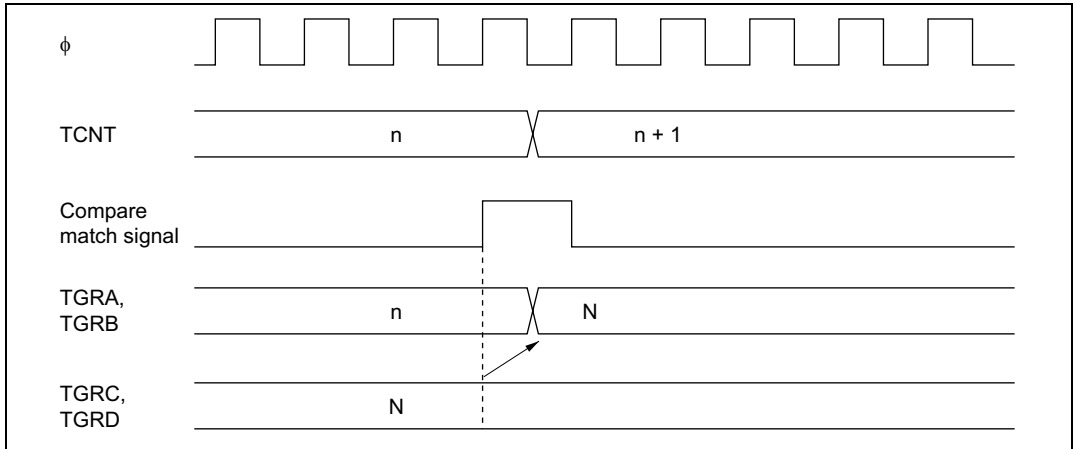 ϕ
TCNT
n
n + 1
Compare
match signal
TGRA,
TGRB
n
N
TGRC,
TGRD
N